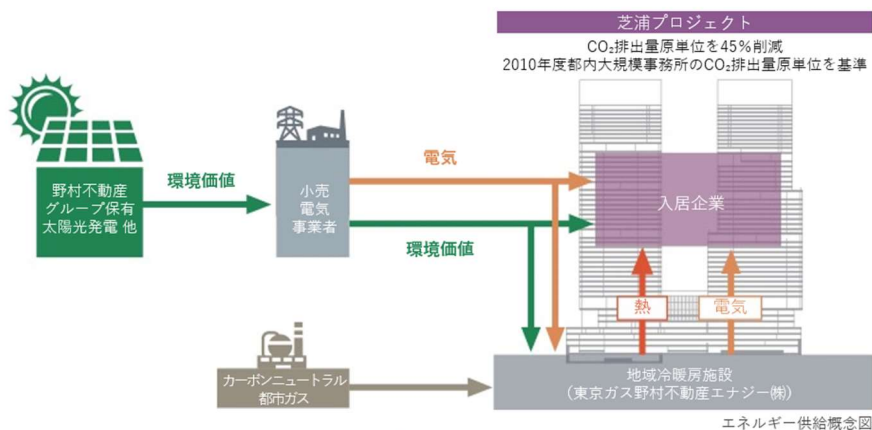 芝浦プロジェクト
CO₂排出量原単位を45%削減
2010年度都内大規模事務所のCO₂排出量原単位を基準
野村不動産
グループ保有
太陽光発電 他
環境価値
小売
電気
事業者
電気
環境価値
入居企業
熱
電気
カーボンニュートラル
都市ガス
地域冷暖房施設
(東京ガス野村不動産エナジー㈱)
エネルギー供給概念図